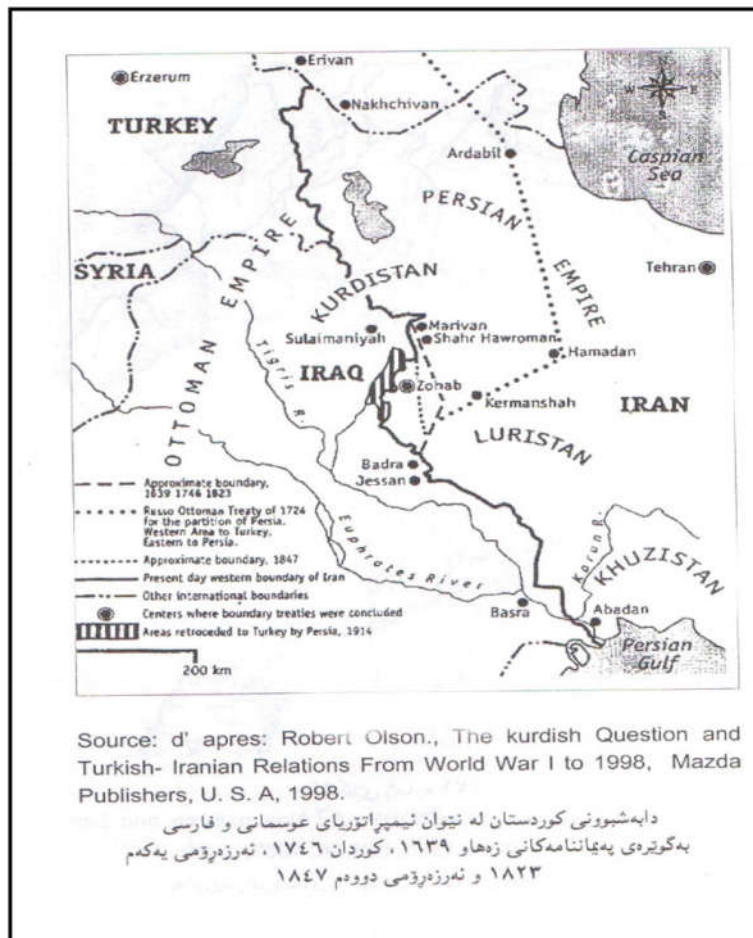 Erivan
Erzerum
Nakhchivan
TURKEY
Ardabil
Caspian
Sea
N
W E
S
PERSIAN
EMPIRE
SYRIA
OTTOMAN EMPIRE
KURDISTAN
Tehran
Marivan
Sulaimaniyah
Shahr Hawroman
Hamadan
Tigris R.
IRAQ
Zohab
Kermanshah
IRAN
LURISTAN
Badra
Jessan
Euphrates River
Karun R.
KHUZISTAN
Basra
Abadan
Persian
Gulf
Approximate boundary,
1639 1746 1823
Russo Ottoman Treaty of 1724
for the partition of Persia.
Western Area to Turkey,
Eastern to Persia.
Approximate boundary, 1847
Present day western boundary of Iran
Other international boundaries
Centers where boundary treaties were concluded
Areas retroceded to Turkey by Persia, 1914
200 km
Source: d' apres: Robert Olson., The kurdish Question and
Turkish- Iranian Relations From World War I to 1998, Mazda
Publishers, U. S. A, 1998.
دابەشبوونی کوردستان لە نێوان ئیمپراتۆریای عوسمانی و فارسی
بەگوێرەی پەیماننامەکانی زەهاو ١٦٣٩، کوردان ١٧٤٦، ئەرزەڕۆمی یەکەم
١٨٢٣ و ئەرزەڕۆمی دووەم ١٨٤٧